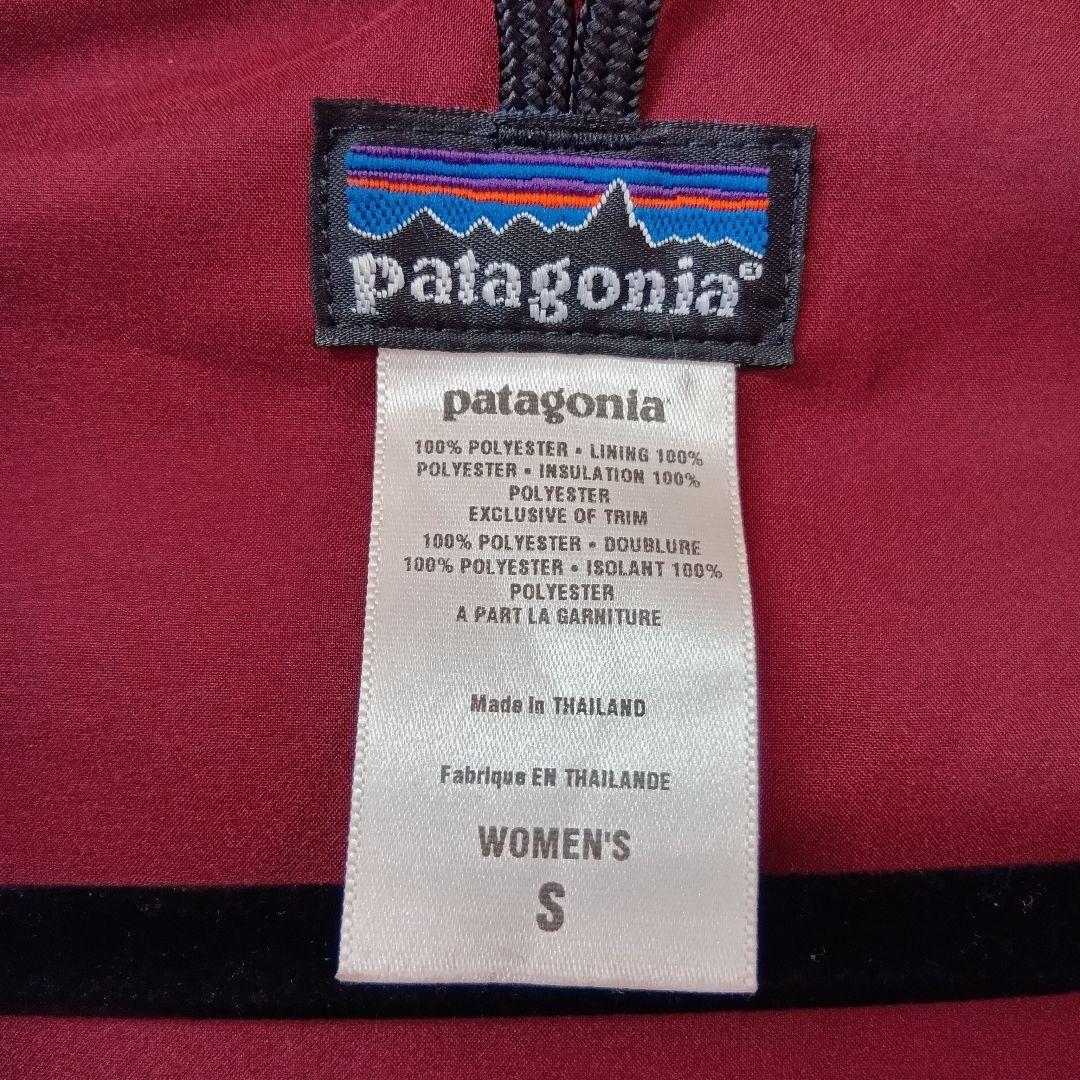 patagonia®
patagonia
100% POLYESTER • LINING 100%
POLYESTER • INSULATION 100%
POLYESTER
EXCLUSIVE OF TRIM
100% POLYESTER • DOUBLURE
100% POLYESTER • ISOLANT 100%
POLYESTER
A PART LA GARNITURE
Made in THAILAND
Fabrique EN THAILANDE
WOMEN'S
S